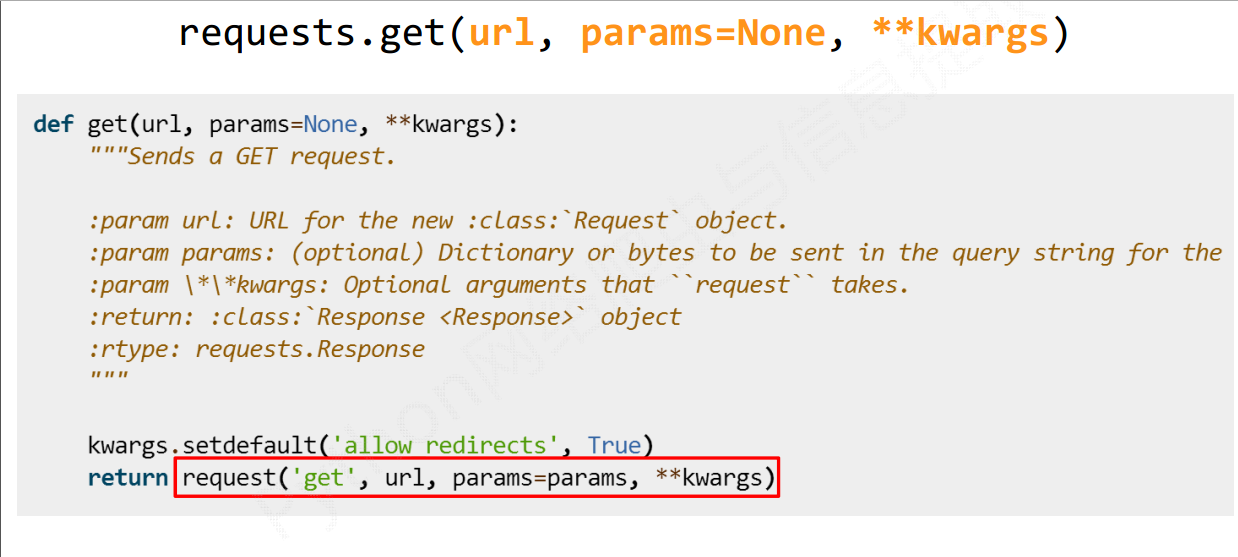 requests.get(url, params=None, **kwargs)
def get(url, params=None, **kwargs):
"""Sends a GET request.
:param url: URL for the new :class:`Request` object.
:param params: (optional) Dictionary or bytes to be sent in the query string for the
:param \*\*kwargs: Optional arguments that ``request`` takes.
:return: :class:`Response <Response>` object
:rtype: requests.Response
"""
kwargs.setdefault('allow_redirects', True)
return request('get', url, params=params, **kwargs)